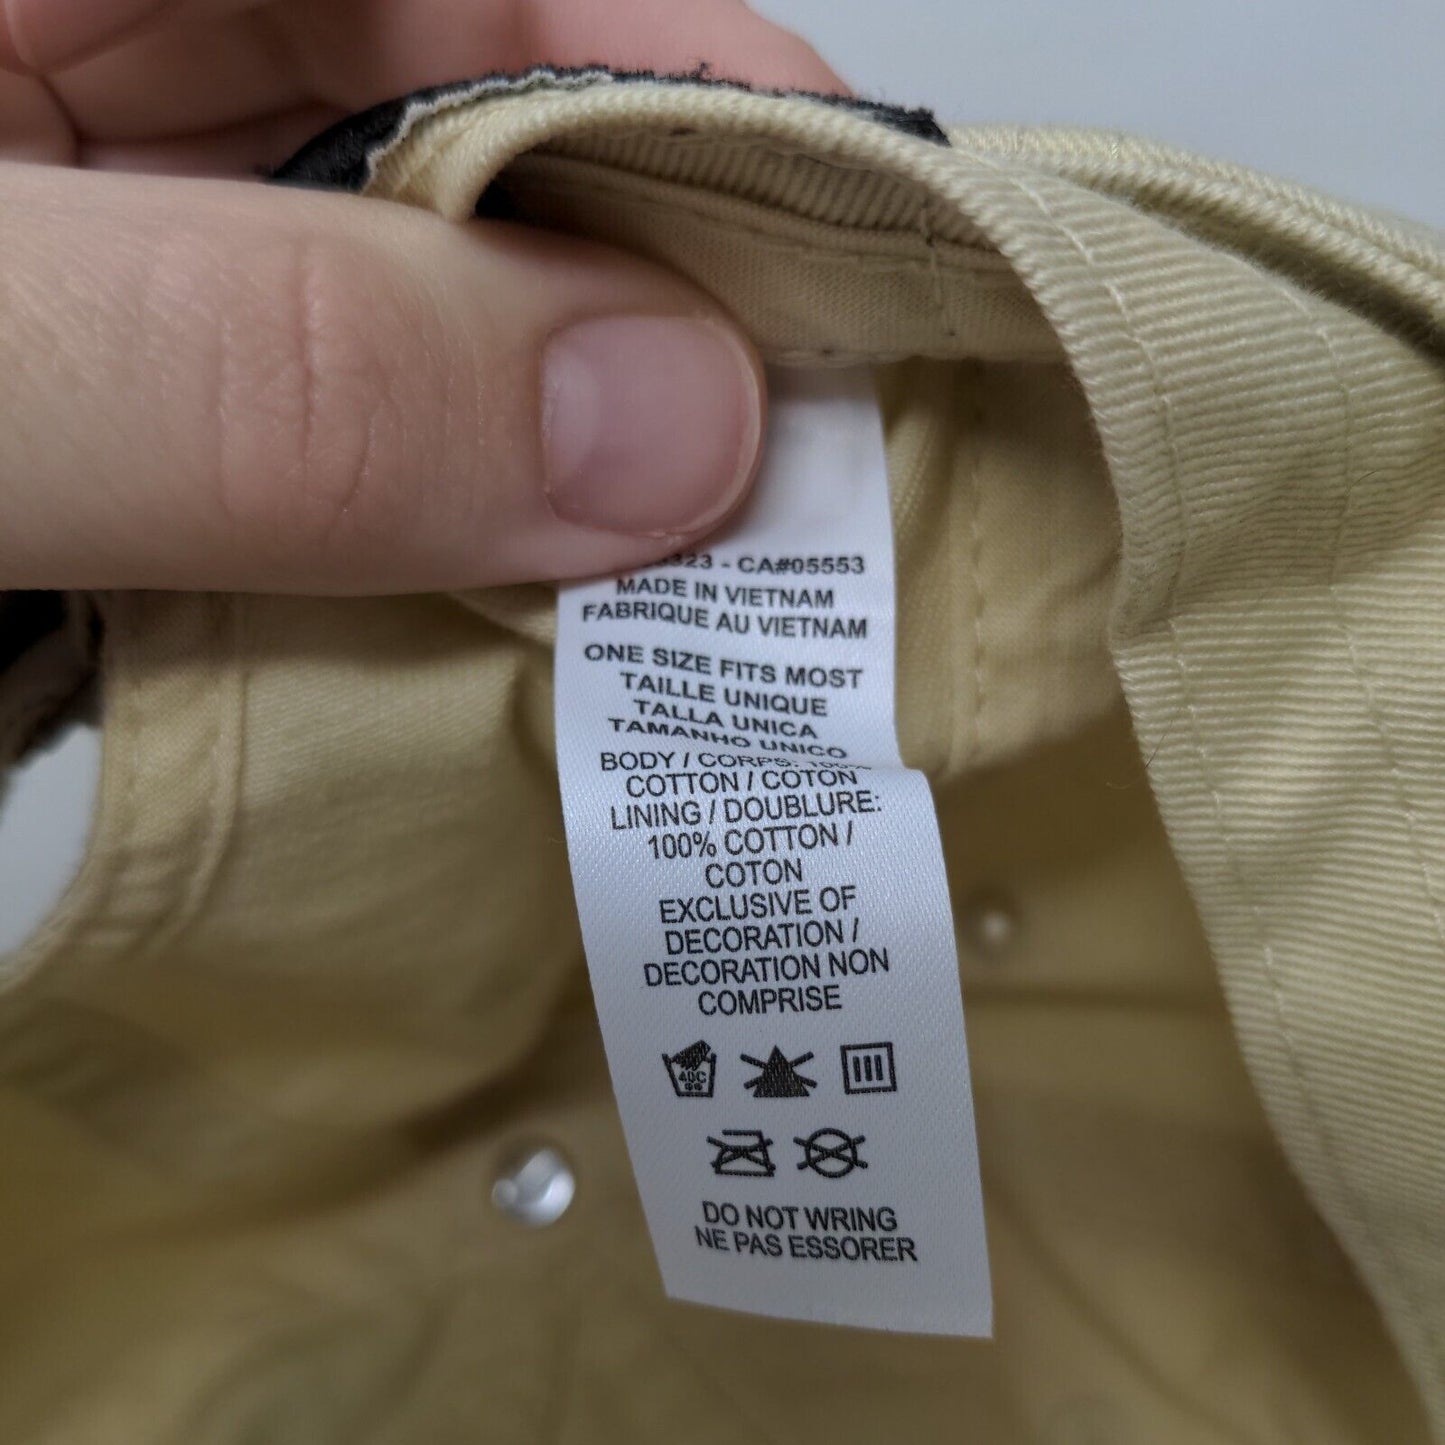 323 - CA#05553
MADE IN VIETNAM
FABRIQUE AU VIETNAM
ONE SIZE FITS MOST
TAILLE UNIQUE
TALLA UNICA
TAMANHO UNICO
BODY / CORPS: 100%
COTTON / COTON
LINING / DOUBLURE:
100% COTTON /
COTON
EXCLUSIVE OF
DECORATION /
DECORATION NON
COMPRISE
40C
DO NOT WRING
NE PAS ESSORER